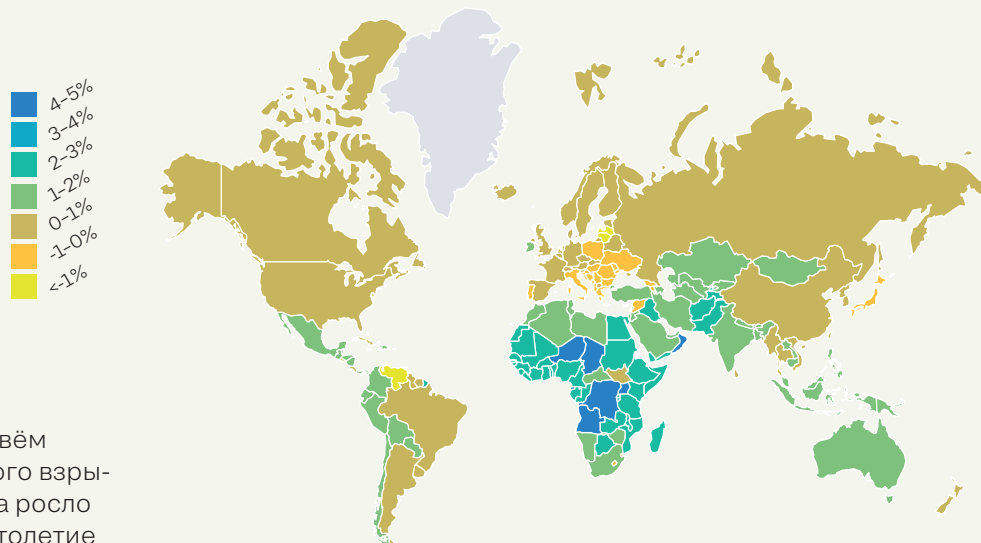 4–5%
3–4%
2–3%
1–2%
0–1%
-1–0%
<-1%
вём
ого взры-
а росло
толетие